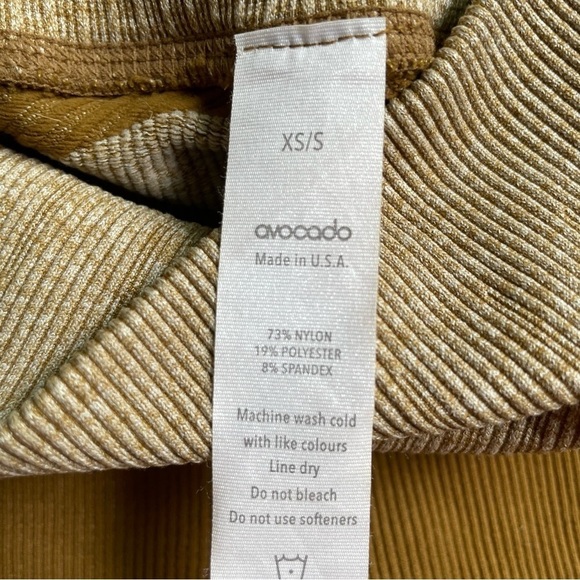 XS/S
avocado
Made in U.S.A.
73% NYLON
19% POLYESTER
8% SPANDEX
Machine wash cold
with like colours
Line dry
Do not bleach
Do not use softeners